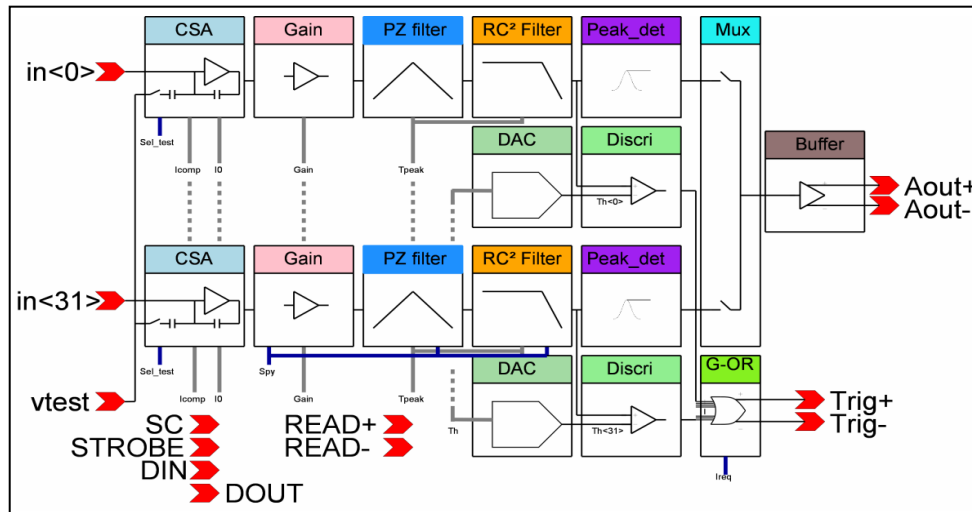 CSA Gain PZ filter RC² Filter Peak_det Mux
in<0>
Sel_test Icomp I0 Gain Tpeak
DAC Discri
Th<0>
Buffer
Aout+
Aout-
CSA Gain PZ filter RC² Filter Peak_det
in<31>
Sel_test Icomp I0 Spy Gain Tpeak
DAC Discri G-OR
Th Th<31>
vtest
Trig+
Trig-
Ireq
SC
STROBE
DIN
DOUT
READ+
READ-